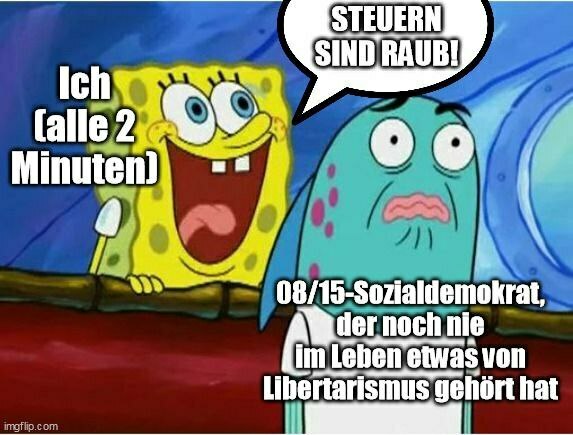 STEUERN
SIND RAUB!
Ich
(alle 2
Minuten)
08/15-Sozialdemokrat,
der noch nie
im Leben etwas von
Libertarismus gehört hat
imgflip.com